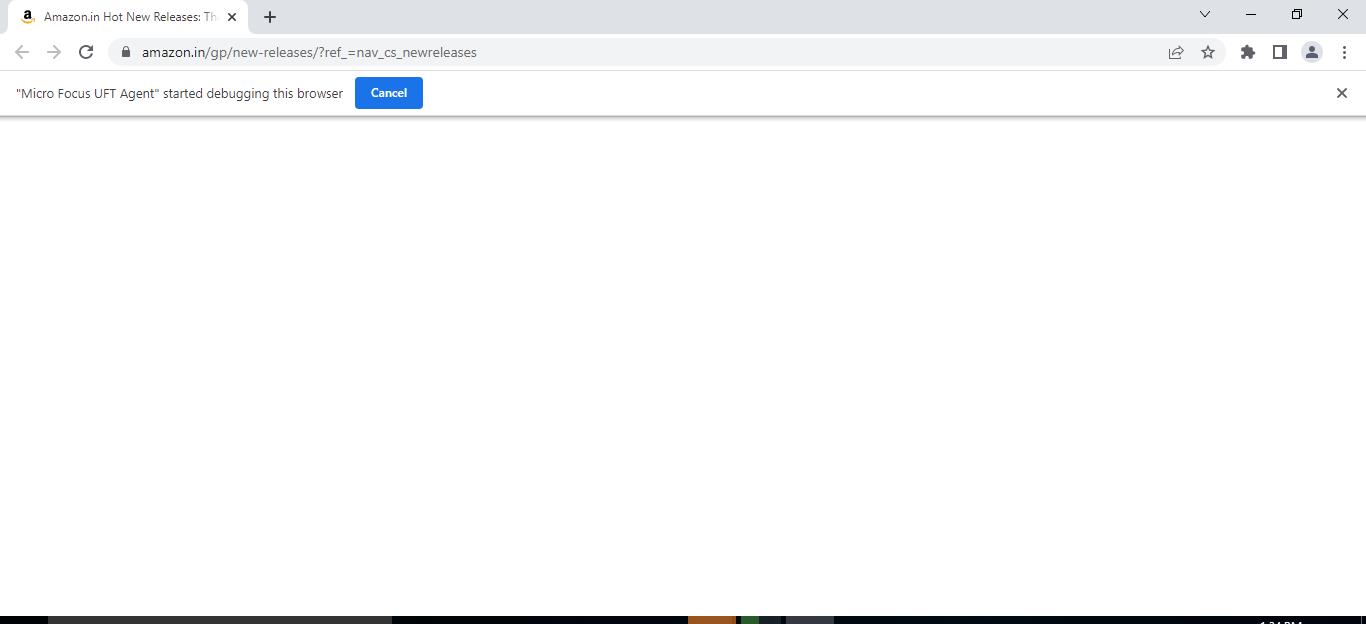 Amazon.in Hot New Releases: Th
amazon.in/gp/new-releases/?ref_=nav_cs_newreleases
"Micro Focus UFT Agent" started debugging this browser
Cancel